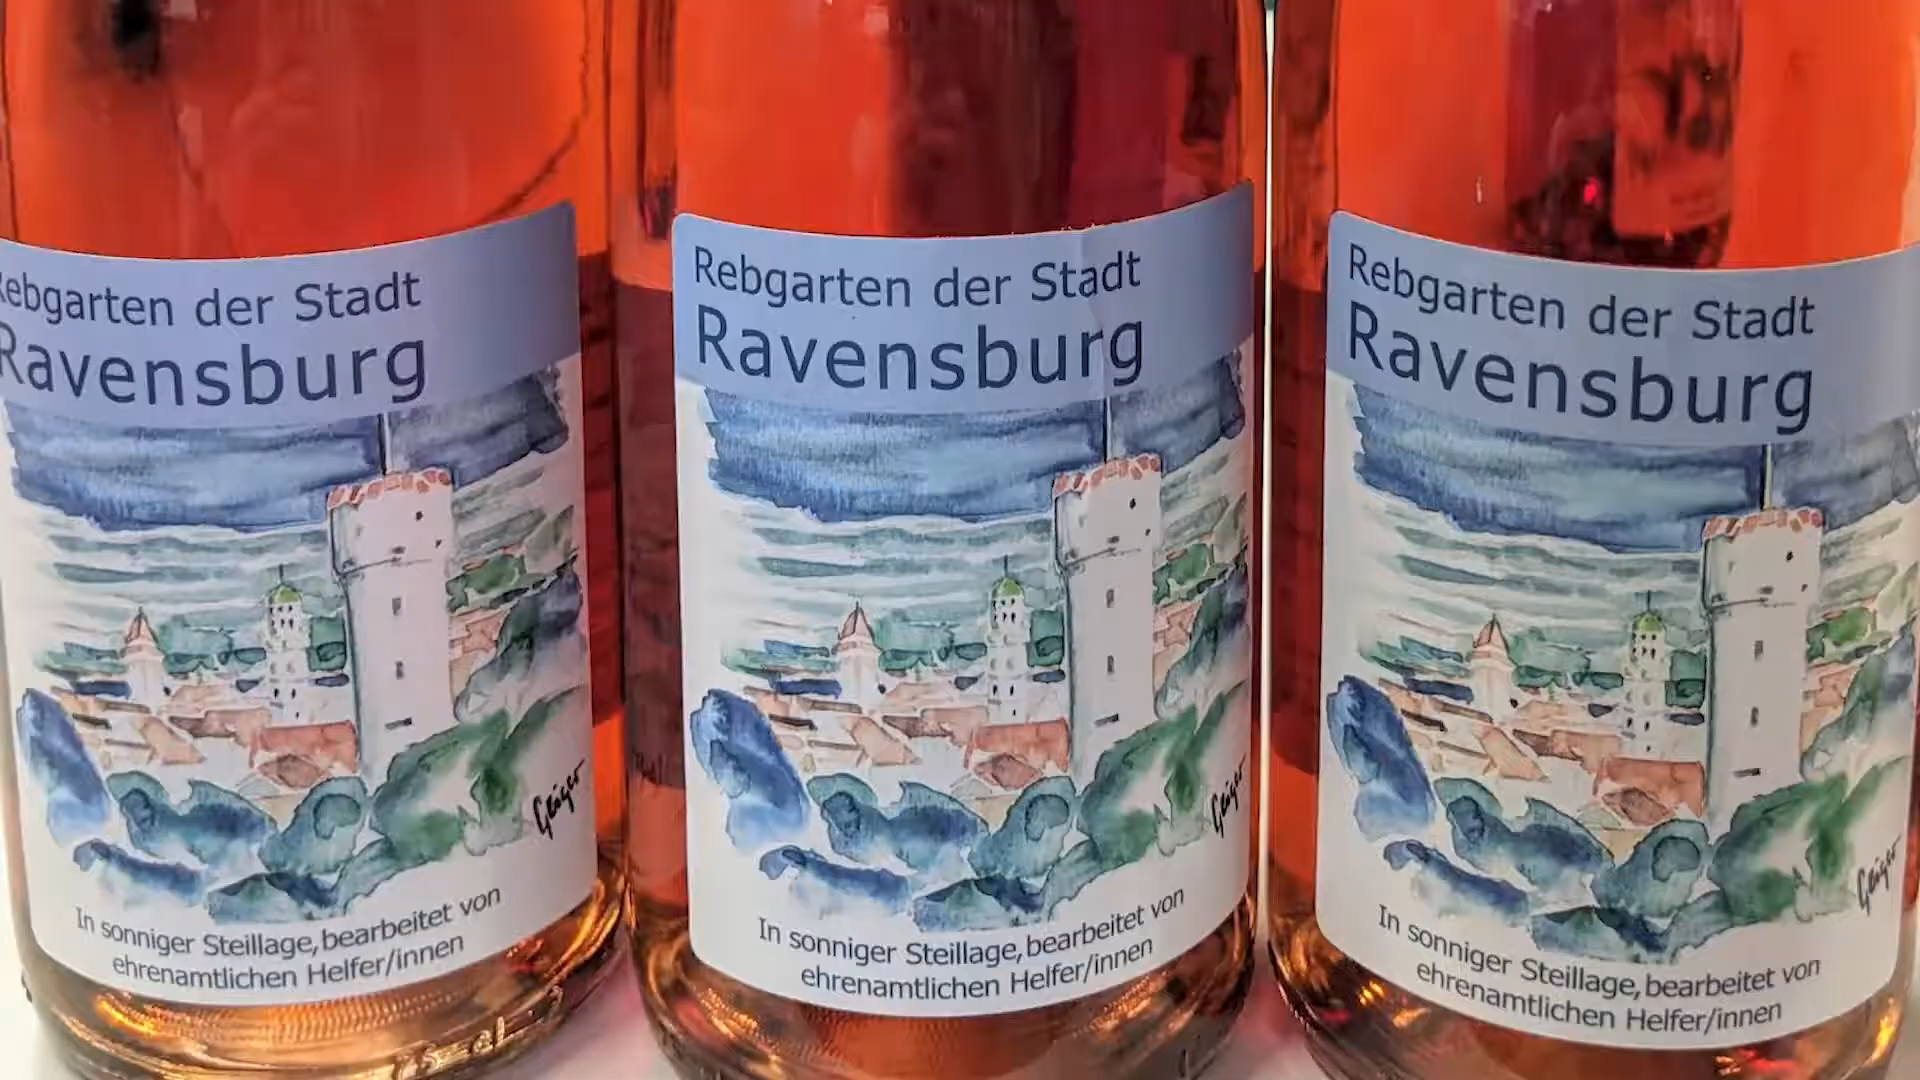 Rebgarten der Stadt
Ravensburg
Geiger
In sonniger Steillage, bearbeitet von
ehrenamtlichen Helfer/innen
Rebgarten der Stadt
Ravensburg
Geiger
In sonniger Steillage, bearbeitet von
ehrenamtlichen Helfer/innen
Rebgarten der Stadt
Ravensburg
Geiger
In sonniger Steillage, bearbeitet von
ehrenamtlichen Helfer/innen